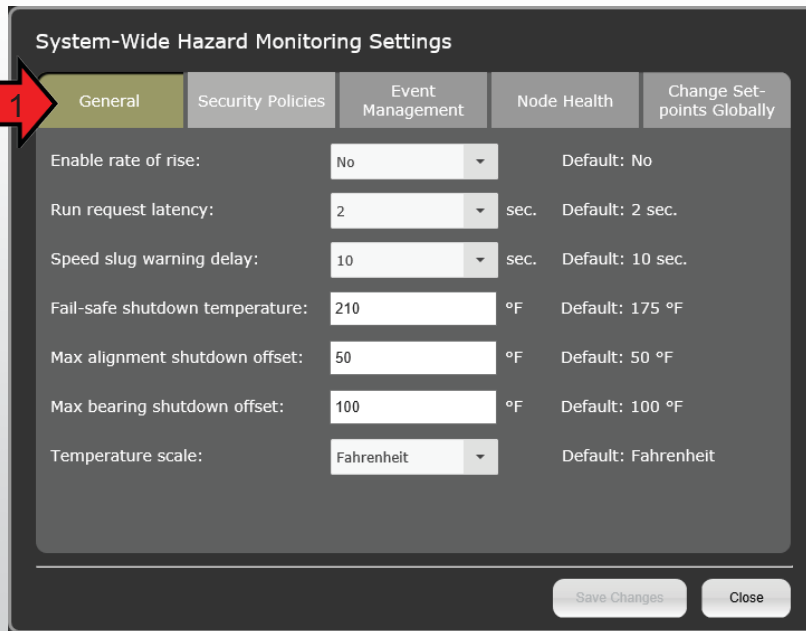 System-Wide Hazard Monitoring Settings
1
General
Security Policies
Event
Management
Node Health
Change Set-
points Globally
Enable rate of rise: No Default: No
Run request latency: 2 sec. Default: 2 sec.
Speed slug warning delay: 10 sec. Default: 10 sec.
Fail-safe shutdown temperature: 210 °F Default: 175 °F
Max alignment shutdown offset: 50 °F Default: 50 °F
Max bearing shutdown offset: 100 °F Default: 100 °F
Temperature scale: Fahrenheit Default: Fahrenheit
Save Changes Close